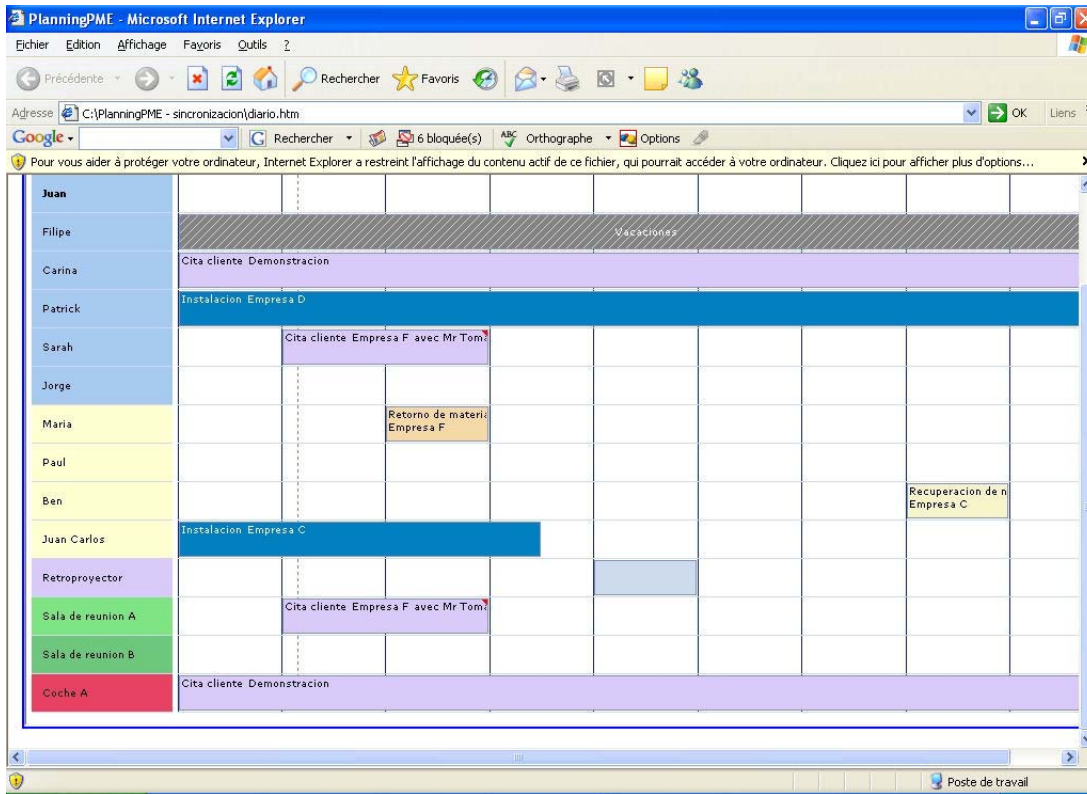 PlanningPME - Microsoft Internet Explorer
Fichier Edition Affichage Favoris Outils ?
Précédente Rechercher Favoris
Adresse C:\PlanningPME - sincronizacion\diario.htm OK Liens
Google Rechercher 6 bloquée(s) ABC Orthographe Options
Pour vous aider à protéger votre ordinateur, Internet Explorer a restreint l'affichage du contenu actif de ce fichier, qui pourrait accéder à votre ordinateur. Cliquez ici pour afficher plus d'options...
Juan
Filipe Vacaciones
Carina Cita cliente Demonstracion
Patrick Instalacion Empresa D
Sarah Cita cliente Empresa F avec Mr Toma
Jorge
Maria Retorno de materia
Empresa F
Paul
Ben Recuperacion de n
Empresa C
Juan Carlos Instalacion Empresa C
Retroproyector
Sala de reunion A Cita cliente Empresa F avec Mr Toma
Sala de reunion B
Coche A Cita cliente Demonstracion
Poste de travail